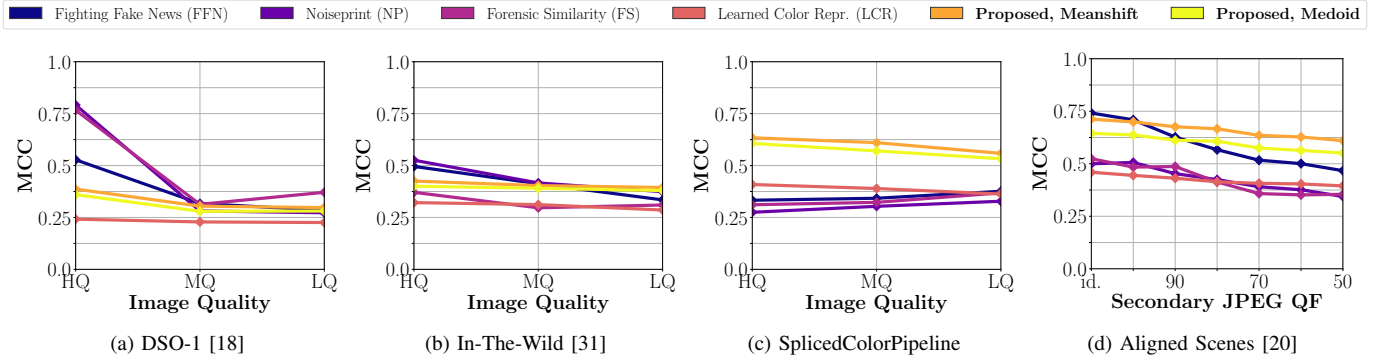 Fighting Fake News (FFN) Noiseprint (NP) Forensic Similarity (FS) Learned Color Repr. (LCR) Proposed, Meanshift Proposed, Medoid
1.0
0.75
0.5
0.25
0.0
MCC
HQ MQ LQ
Image Quality
(a) DSO-1 [18]
1.0
0.75
0.5
0.25
0.0
MCC
HQ MQ LQ
Image Quality
(b) In-The-Wild [31]
1.0
0.75
0.5
0.25
0.0
MCC
HQ MQ LQ
Image Quality
(c) SplicedColorPipeline
1.0
0.75
0.5
0.25
0.0
MCC
id. 90 70 50
Secondary JPEG QF
(d) Aligned Scenes [20]